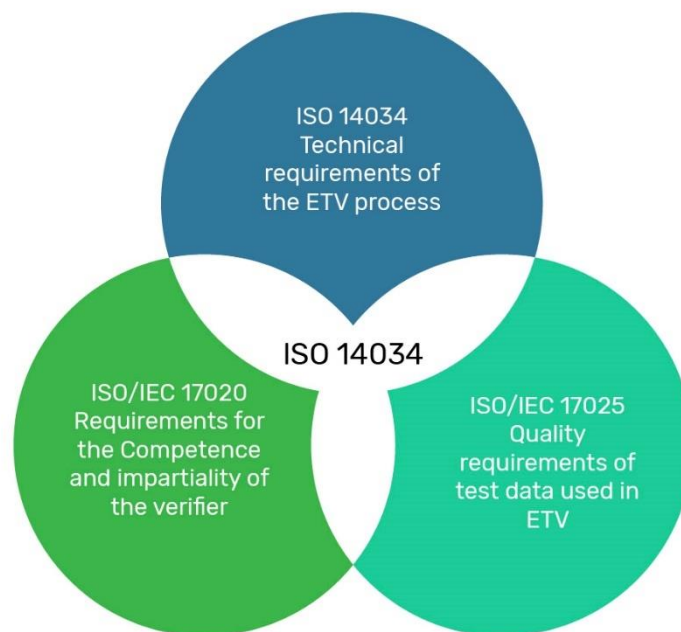 ISO 14034
Technical
requirements of
the ETV process
ISO 14034
ISO/IEC 17020
Requirements for
the Competence
and impartiality of
the verifier
ISO/IEC 17025
Quality
requirements of
test data used in
ETV